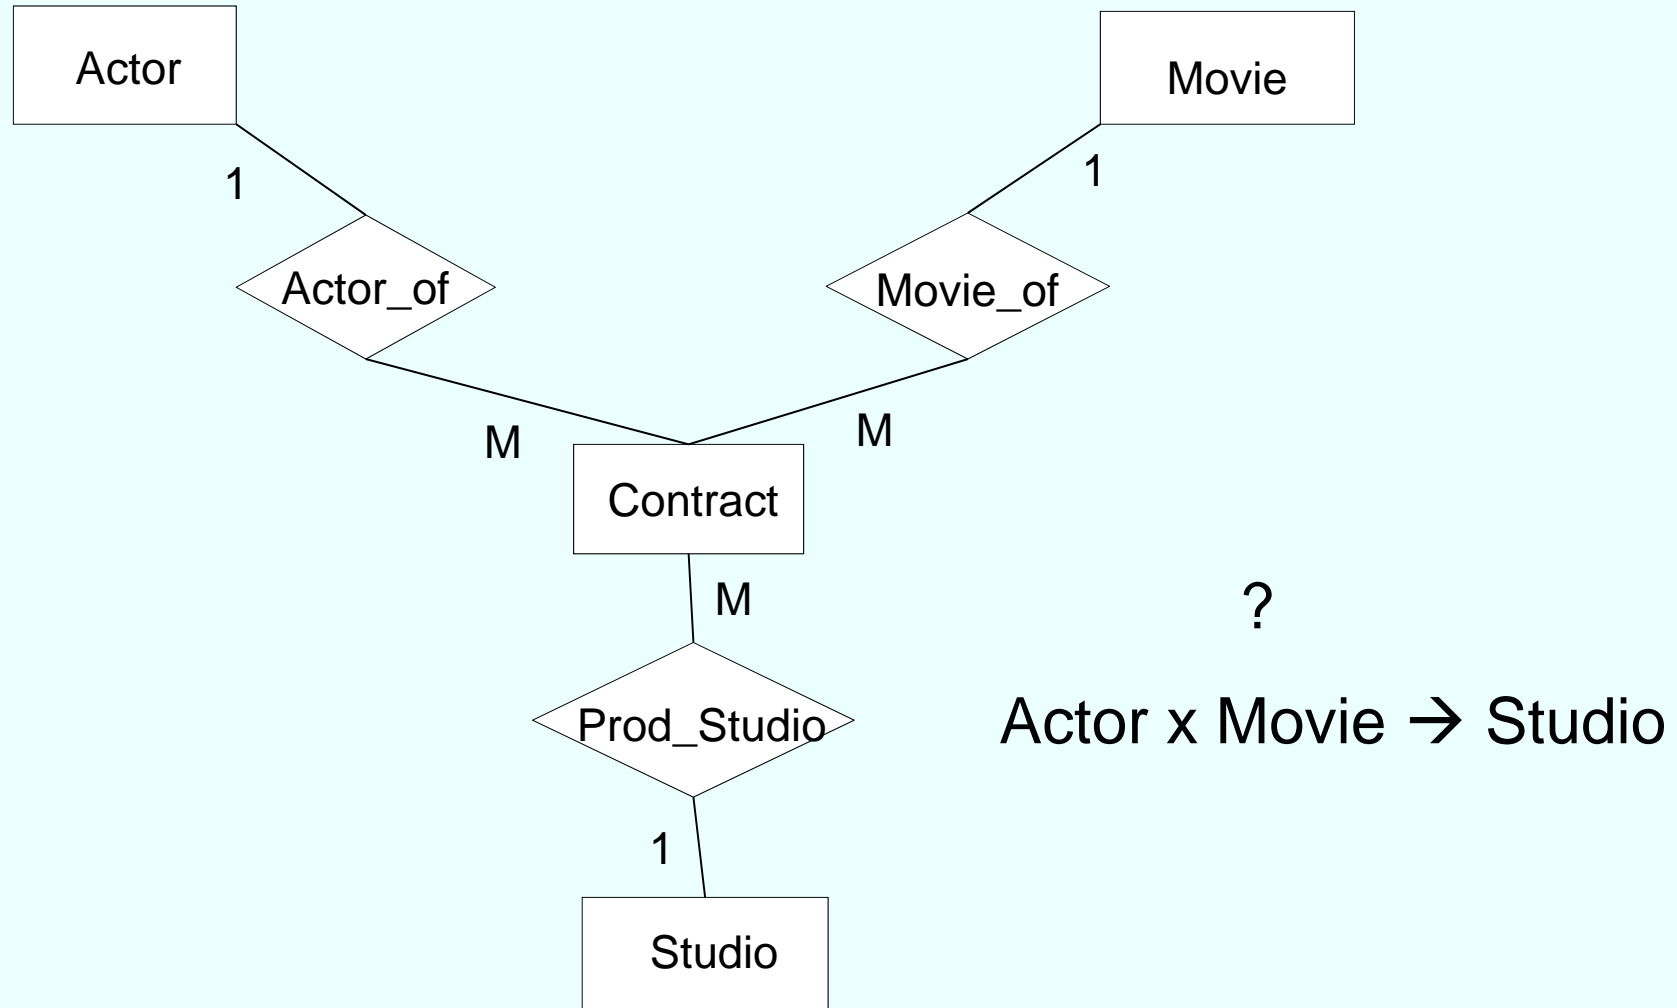 Actor
Movie
1
1
Actor_of
Movie_of
M
M
Contract
M
?
Prod_Studio
Actor x Movie → Studio
1
Studio